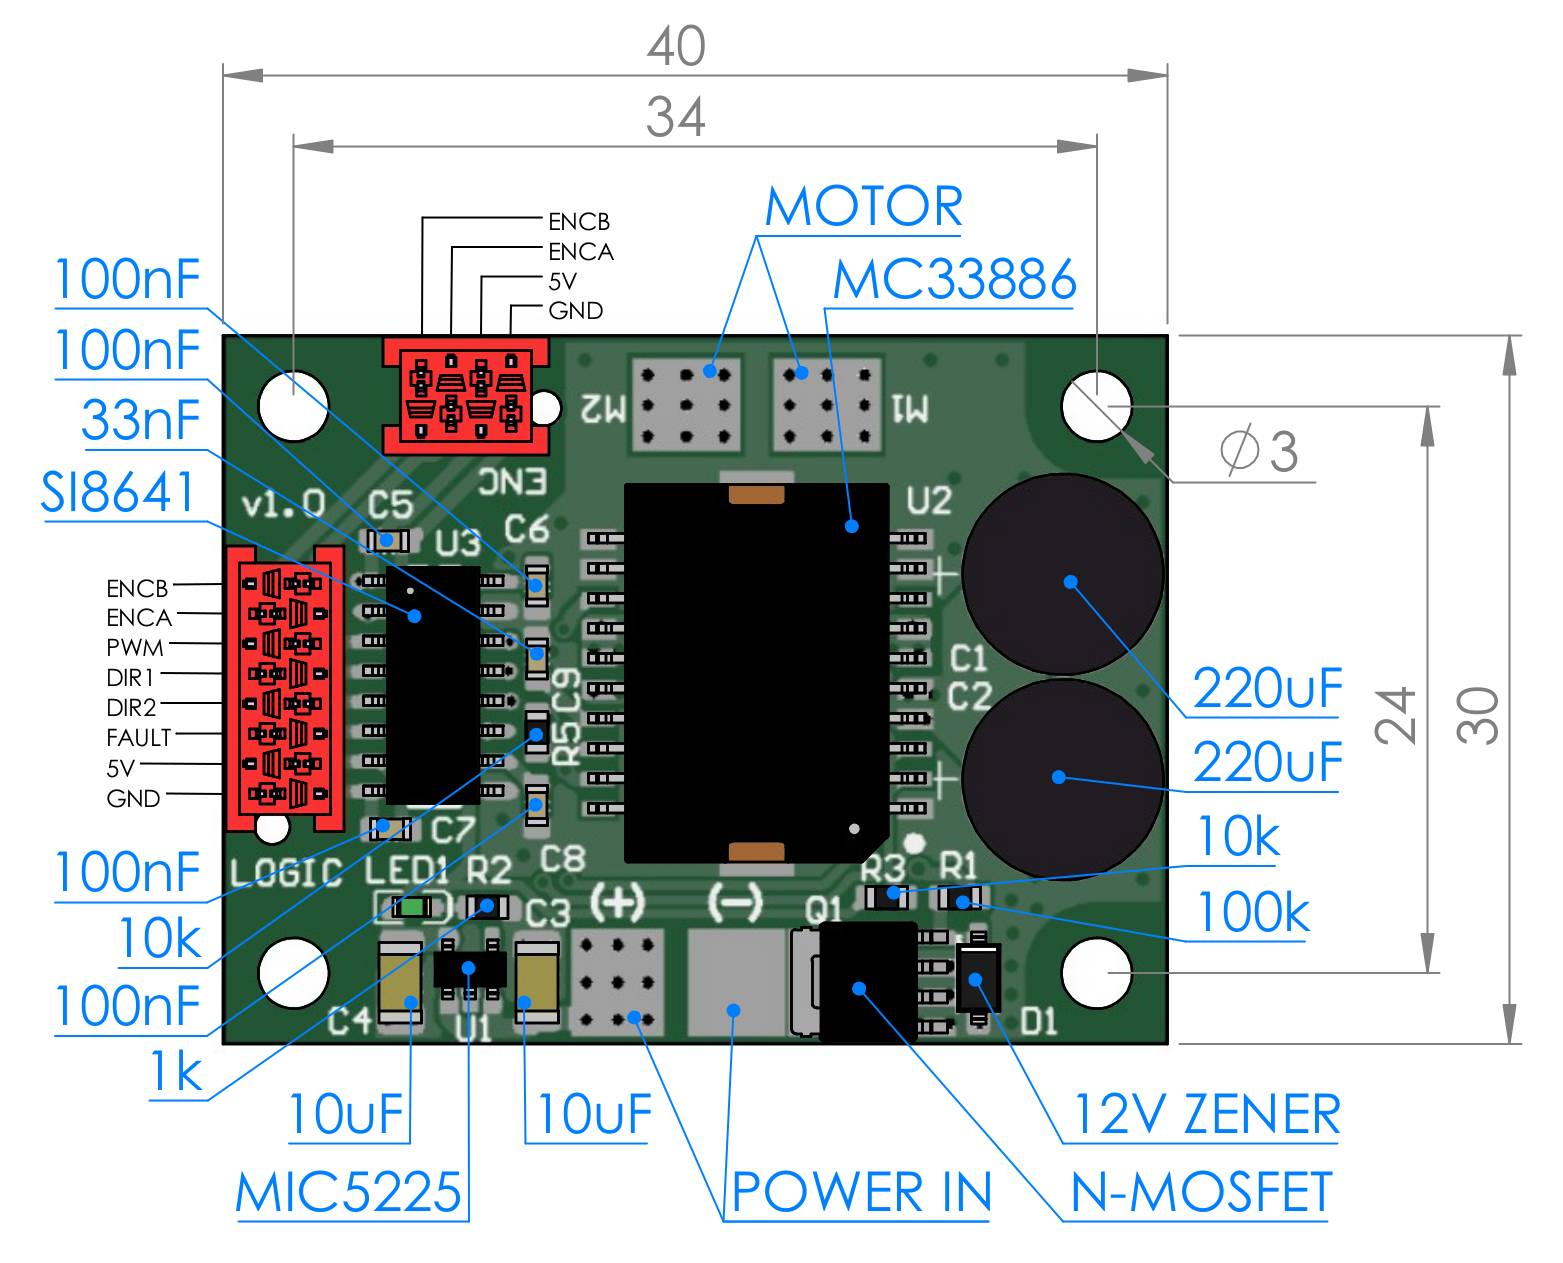 40
34
MOTOR
ENCB
ENCA
5V
GND
100nF
MC33886
100nF
33nF
SI8641
M2
M1
Ø3
ENC
v1.0
C5
U3
C6
U2
ENCB
ENCA
PWM
DIR1
DIR2
FAULT
5V
GND
C9
R5
C1
C2
220uF
24
30
220uF
C7
10k
LOGIC
LED1
R2
C8
R3
R1
100nF
(+)
(-)
Q1
C3
100k
10k
100nF
C4
U1
D1
1k
10uF
10uF
12V ZENER
MIC5225
POWER IN
N-MOSFET